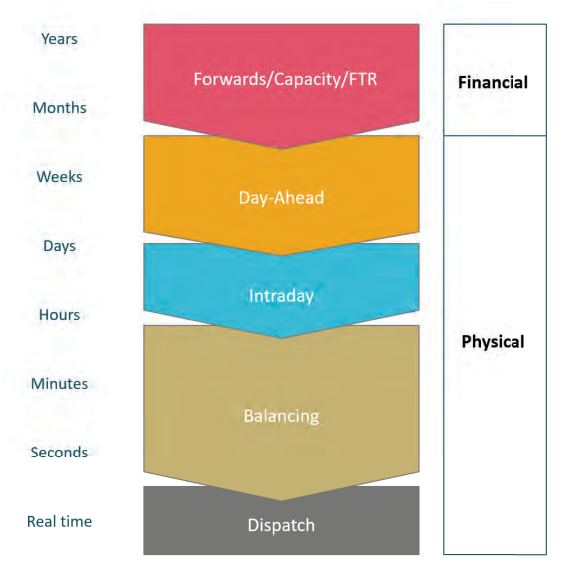 Years
Forwards/Capacity/FTR
Financial
Months
Weeks
Day-Ahead
Days
Intraday
Hours
Physical
Minutes
Balancing
Seconds
Real time
Dispatch